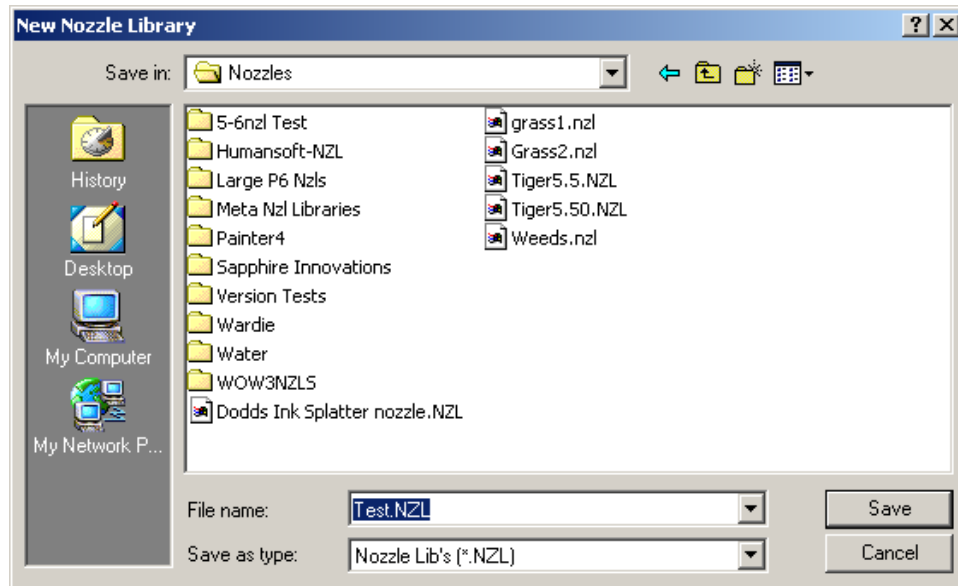 New Nozzle Library
Save in: Nozzles
History
Desktop
My Computer
My Network P...
5-6nzl Test
Humansoft-NZL
Large P6 Nzls
Meta Nzl Libraries
Painter4
Sapphire Innovations
Version Tests
Wardie
Water
WOW3NZLS
Dodds Ink Splatter nozzle.NZL
grass1.nzl
Grass2.nzl
Tiger5.5.NZL
Tiger5.50.NZL
Weeds.nzl
File name: Test.NZL Save
Save as type: Nozzle Lib's (*.NZL) Cancel